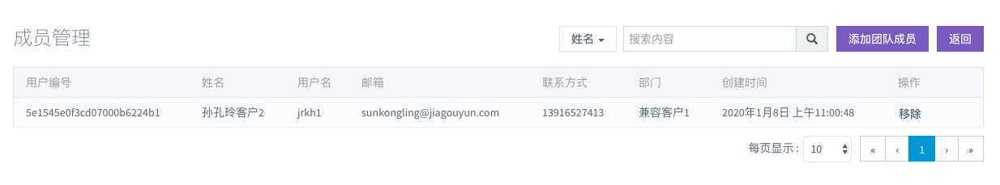 成员管理 姓名 搜索内容 添加团队成员 返回
用户编号 姓名 用户名 邮箱 联系方式 部门 创建时间 操作
5e1545e0f3cd07000b6224b1 孙孔玲客户2 jrkh1 sunkongling@jiagouyun.com 13916527413 兼容客户1 2020年1月8日 上午11:00:48 移除
每页显示 : 10 « ‹ 1 › »